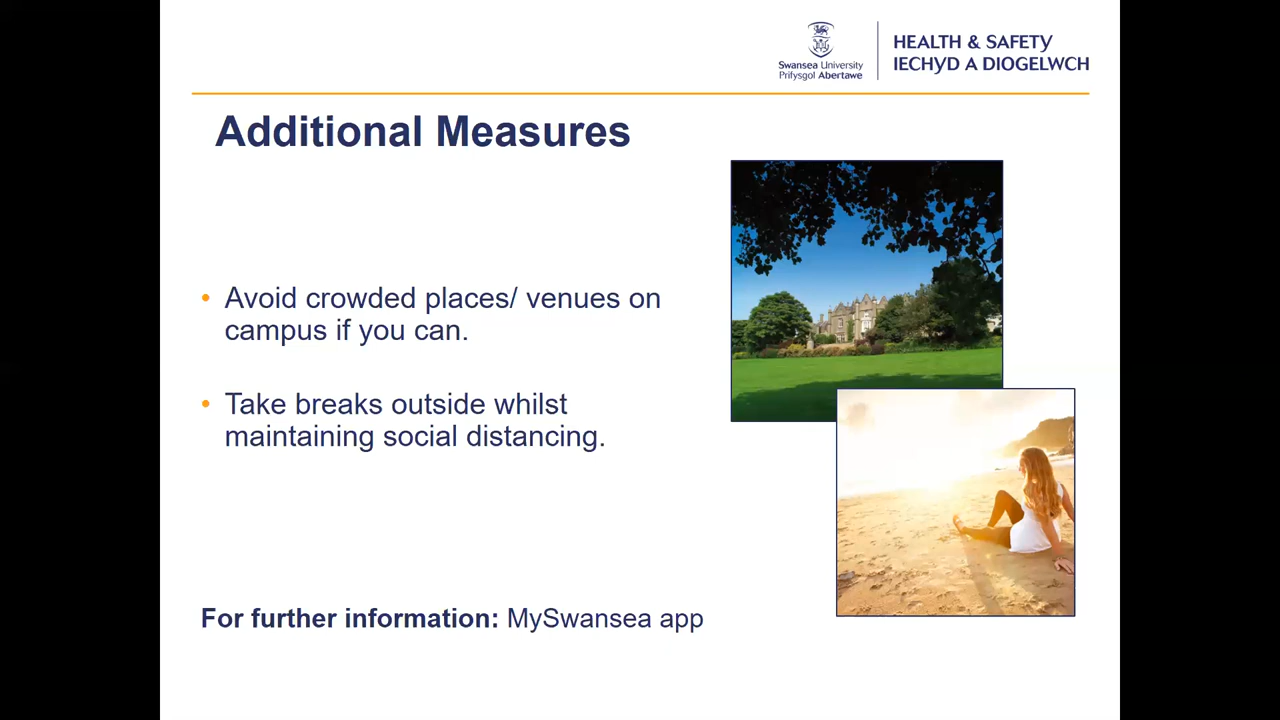 Swansea University
Prifysgol Abertawe
HEALTH & SAFETY
IECHYD A DIOGELWCH
Additional Measures
• Avoid crowded places/ venues on
campus if you can.
• Take breaks outside whilst
maintaining social distancing.
For further information: MySwansea app